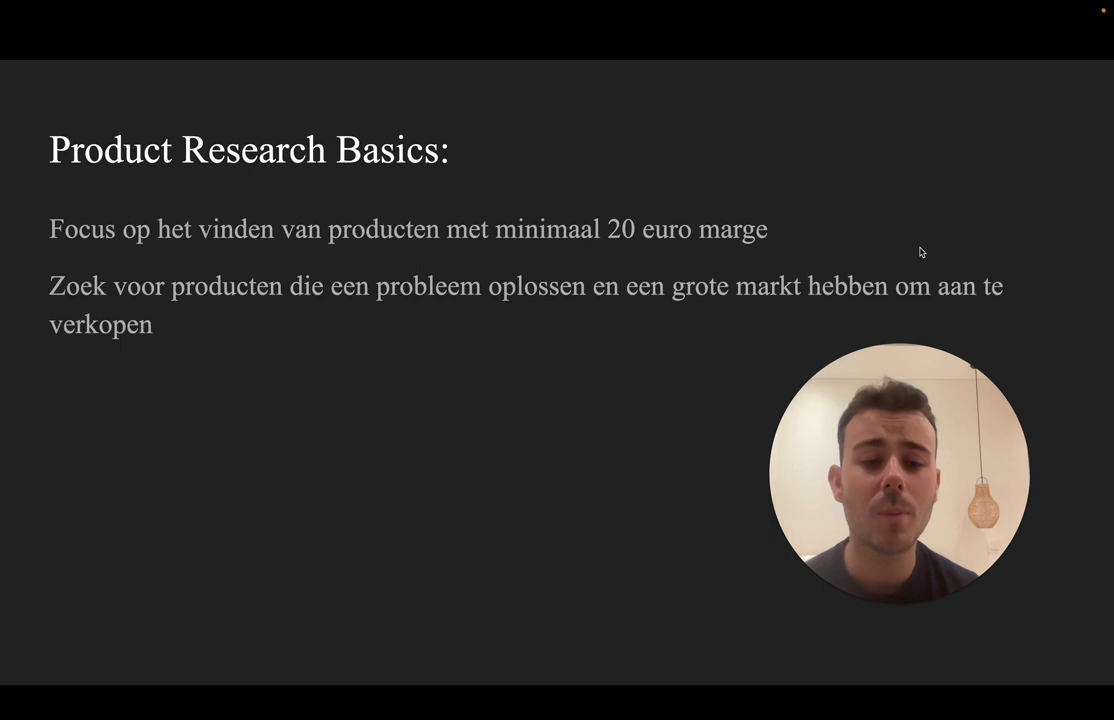 Product Research Basics:
Focus op het vinden van producten met minimaal 20 euro marge
Zoek voor producten die een probleem oplossen en een grote markt hebben om aan te
verkopen